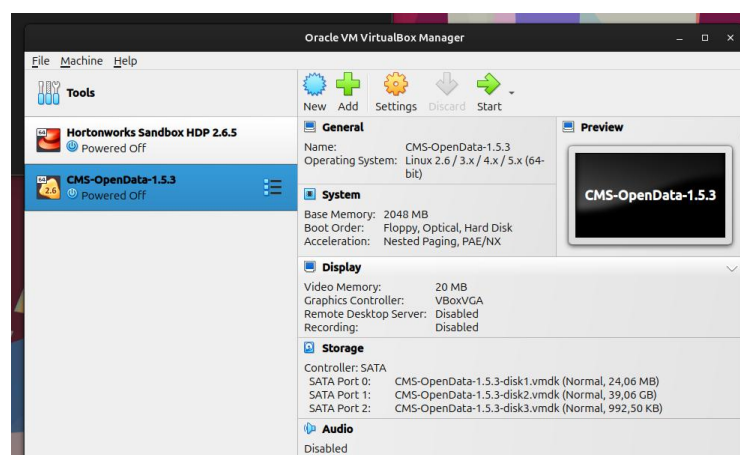 Oracle VM VirtualBox Manager
File Machine Help
Tools
New Add Settings Discard Start
64
Hortonworks Sandbox HDP 2.6.5
Powered Off
64
2.6
CMS-OpenData-1.5.3
Powered Off
General
Name: CMS-OpenData-1.5.3
Operating System: Linux 2.6 / 3.x / 4.x / 5.x (64-
bit)
Preview
CMS-OpenData-1.5.3
System
Base Memory: 2048 MB
Boot Order: Floppy, Optical, Hard Disk
Acceleration: Nested Paging, PAE/NX
Display
Video Memory: 20 MB
Graphics Controller: VBoxVGA
Remote Desktop Server: Disabled
Recording: Disabled
Storage
Controller: SATA
SATA Port 0: CMS-OpenData-1.5.3-disk1.vmdk (Normal, 24,06 MB)
SATA Port 1: CMS-OpenData-1.5.3-disk2.vmdk (Normal, 39,06 GB)
SATA Port 2: CMS-OpenData-1.5.3-disk3.vmdk (Normal, 992,50 KB)
Audio
Disabled